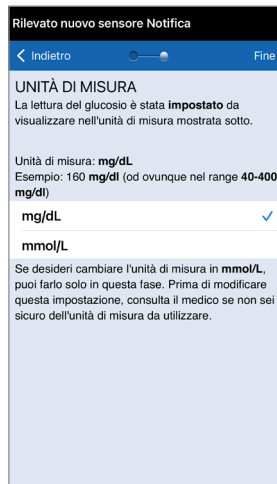 Rilevato nuovo sensore Notifica
Indietro
Fine
UNITÀ DI MISURA
La lettura del glucosio è stata impostato da
visualizzare nell'unità di misura mostrata sotto.
Unità di misura: mg/dL
Esempio: 160 mg/dl (od ovunque nel range 40-400
mg/dl)
mg/dL
mmol/L
Se desideri cambiare l'unità di misura in mmol/L,
puoi farlo solo in questa fase. Prima di modificare
questa impostazione, consulta il medico se non sei
sicuro dell'unità di misura da utilizzare.